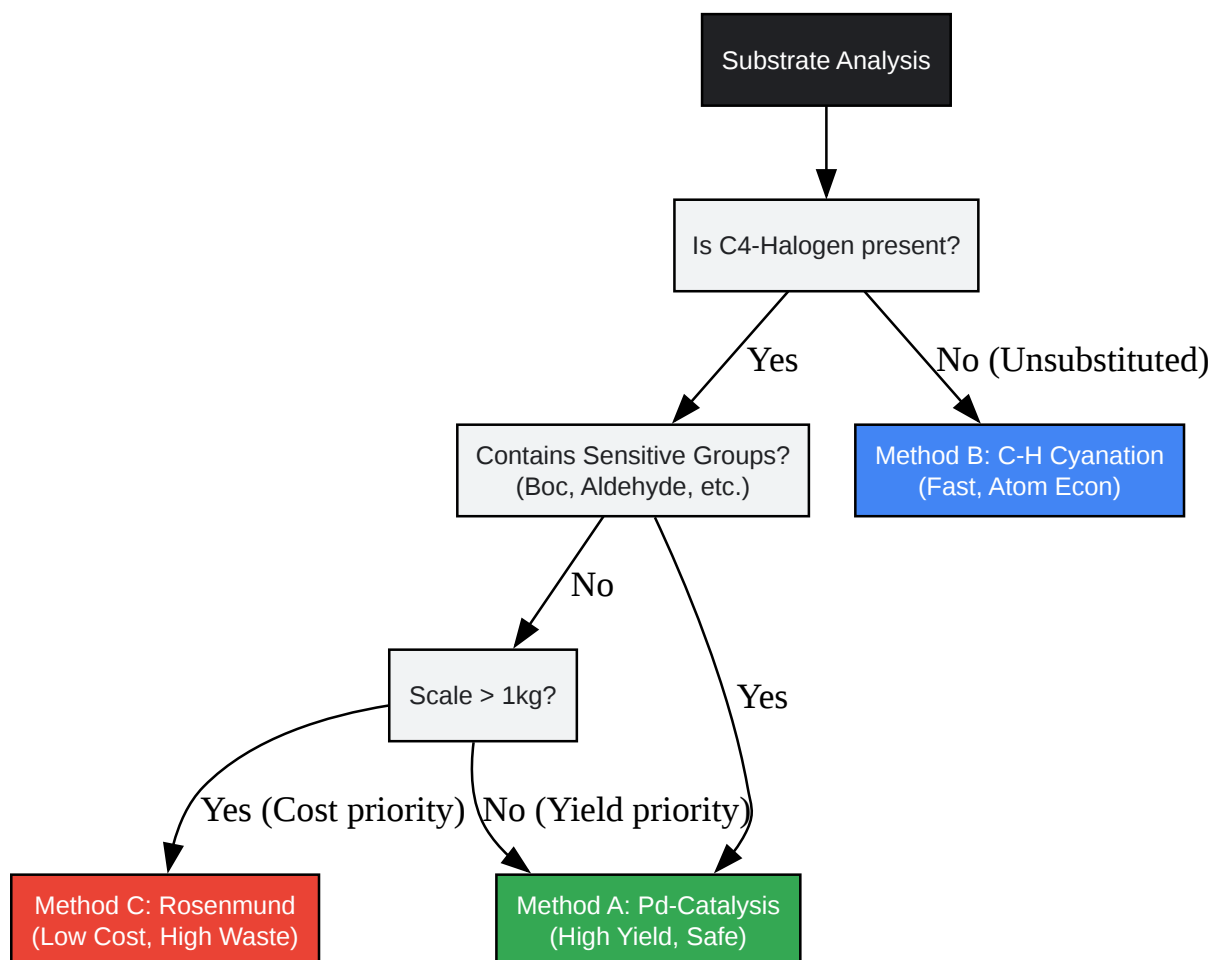 Substrate Analysis
Is C4-Halogen present?
Yes
No (Unsubstituted)
Contains Sensitive Groups?
(Boc, Aldehyde, etc.)
Method B: C-H Cyanation
(Fast, Atom Econ)
No
Scale > 1kg?
Yes
Yes (Cost priority)
No (Yield priority)
Method C: Rosenmund
(Low Cost, High Waste)
Method A: Pd-Catalysis
(High Yield, Safe)